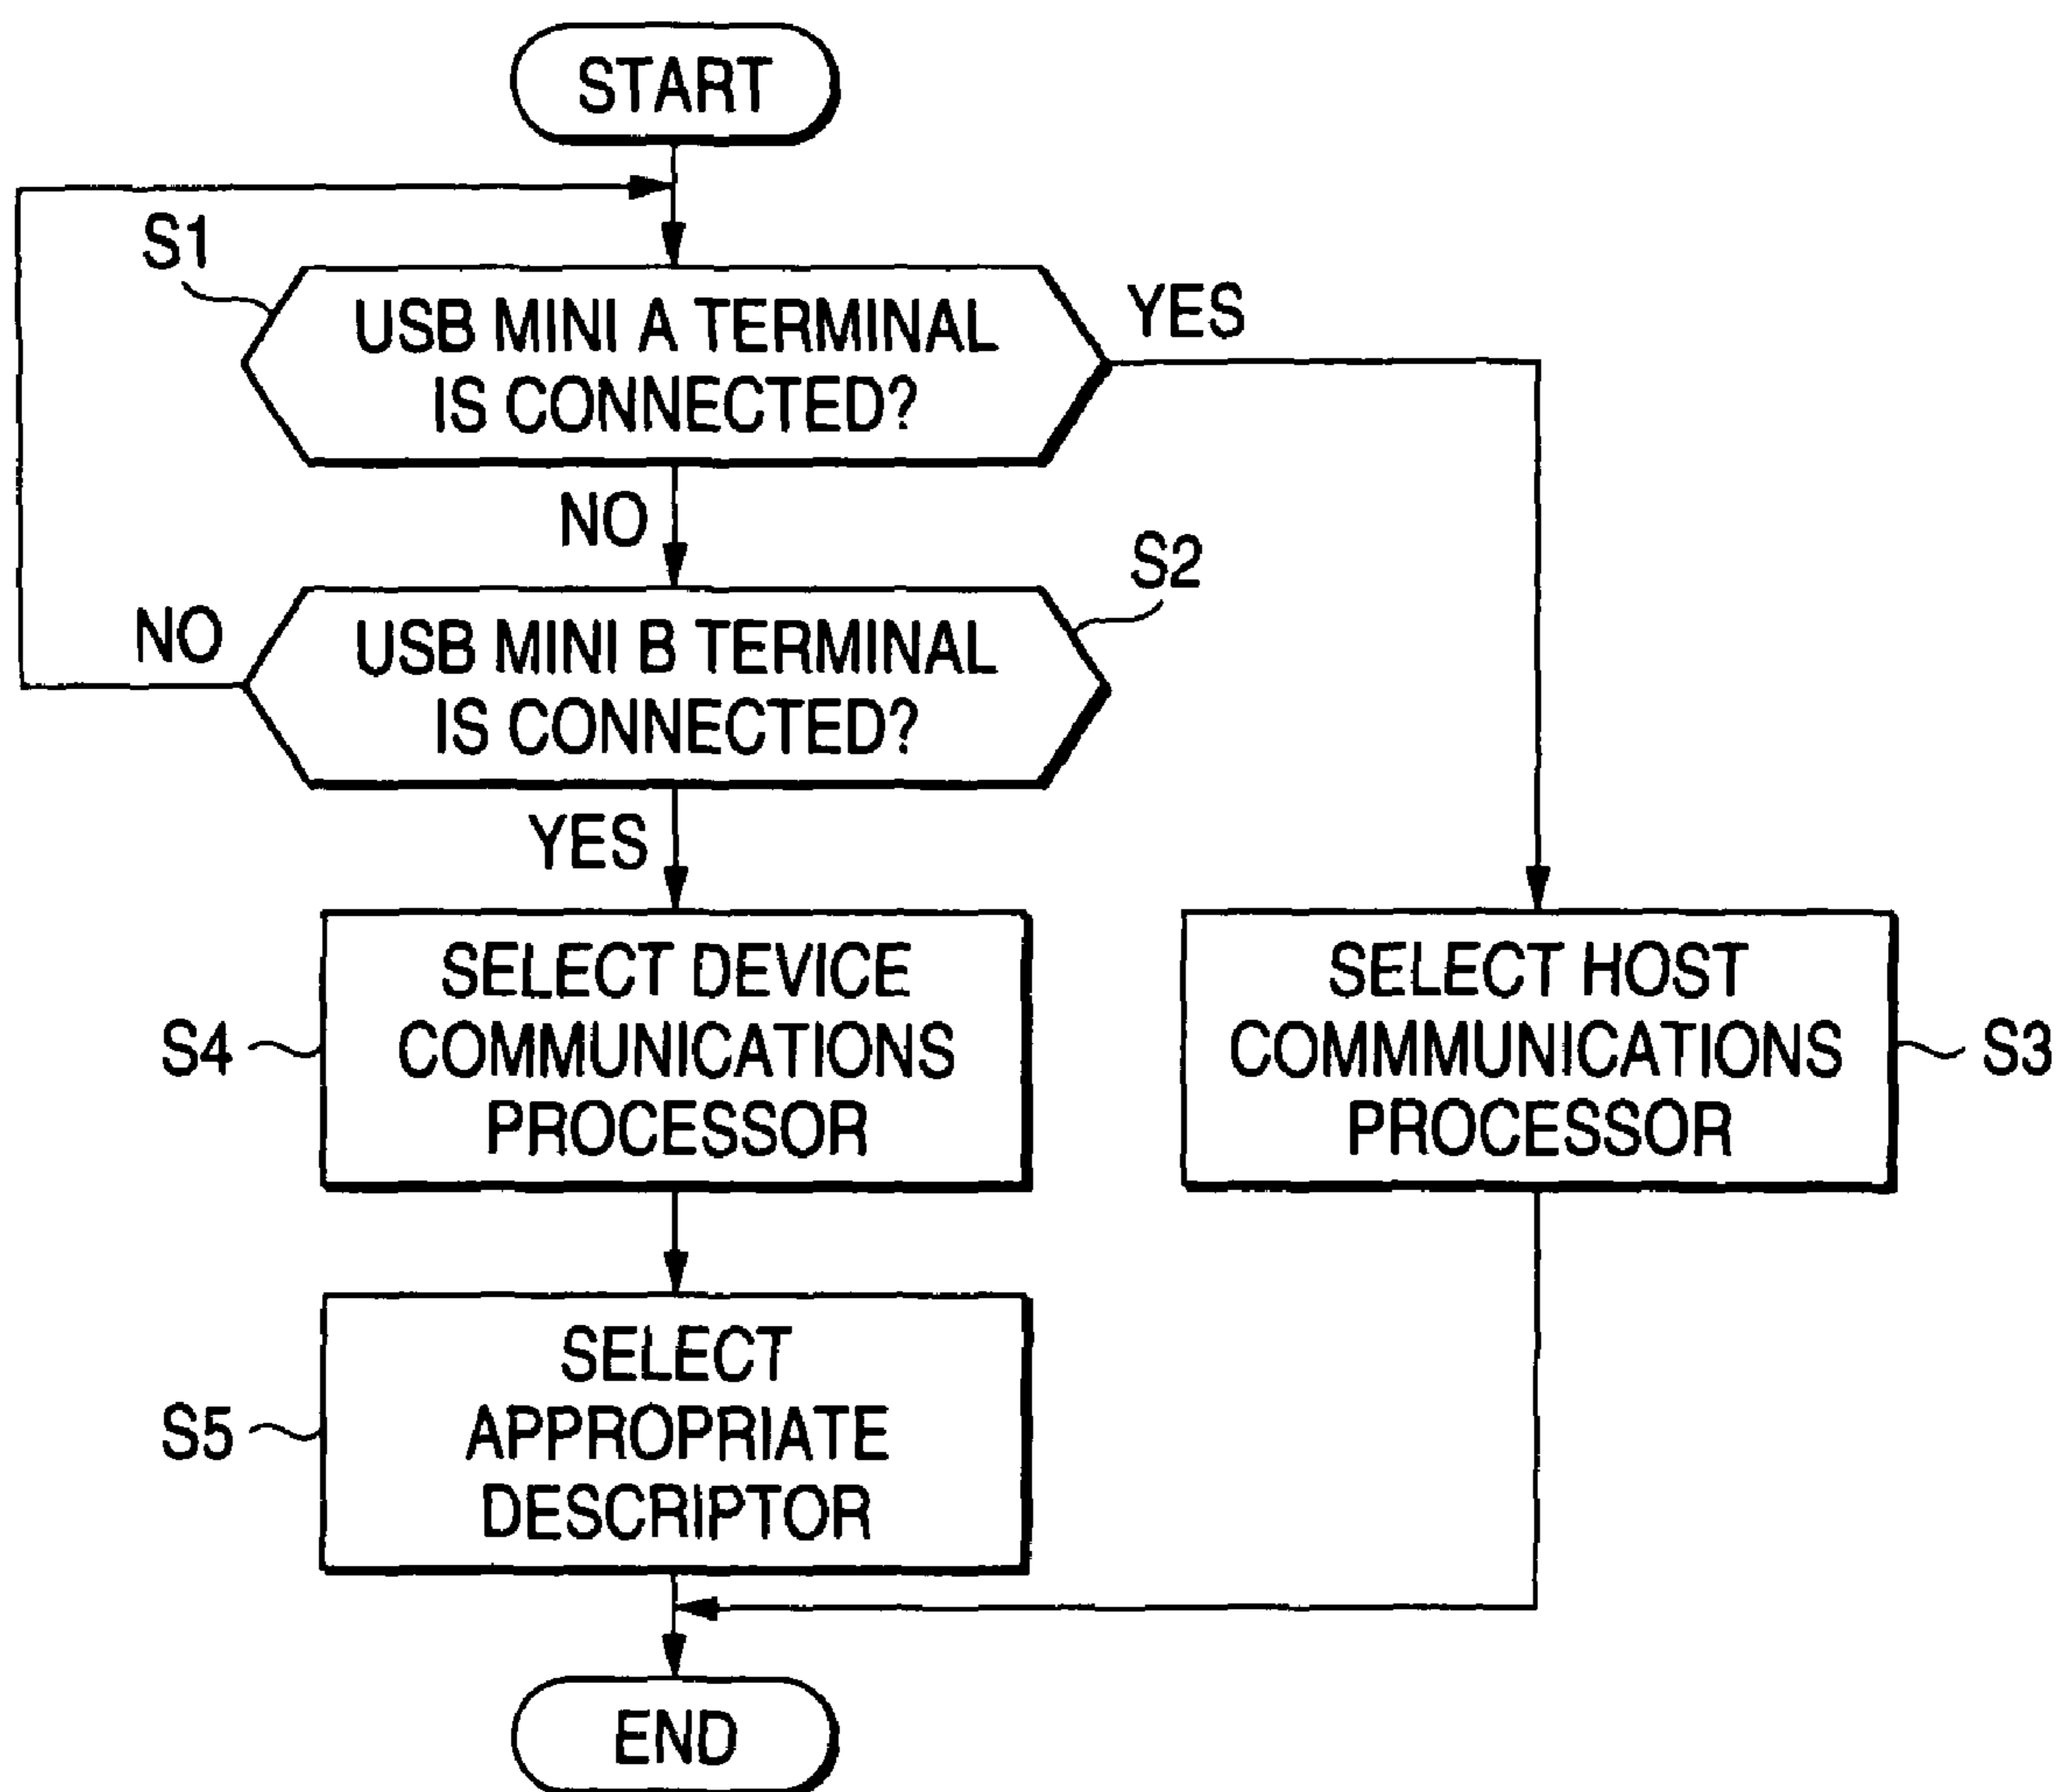 START
S1
USB MINI A TERMINAL
IS CONNECTED?
YES
NO
S2
USB MINI B TERMINAL
IS CONNECTED?
NO
YES
S4
SELECT DEVICE
COMMUNICATIONS
PROCESSOR
SELECT HOST
COMMMUNICATIONS
PROCESSOR
S3
S5
SELECT
APPROPRIATE
DESCRIPTOR
END